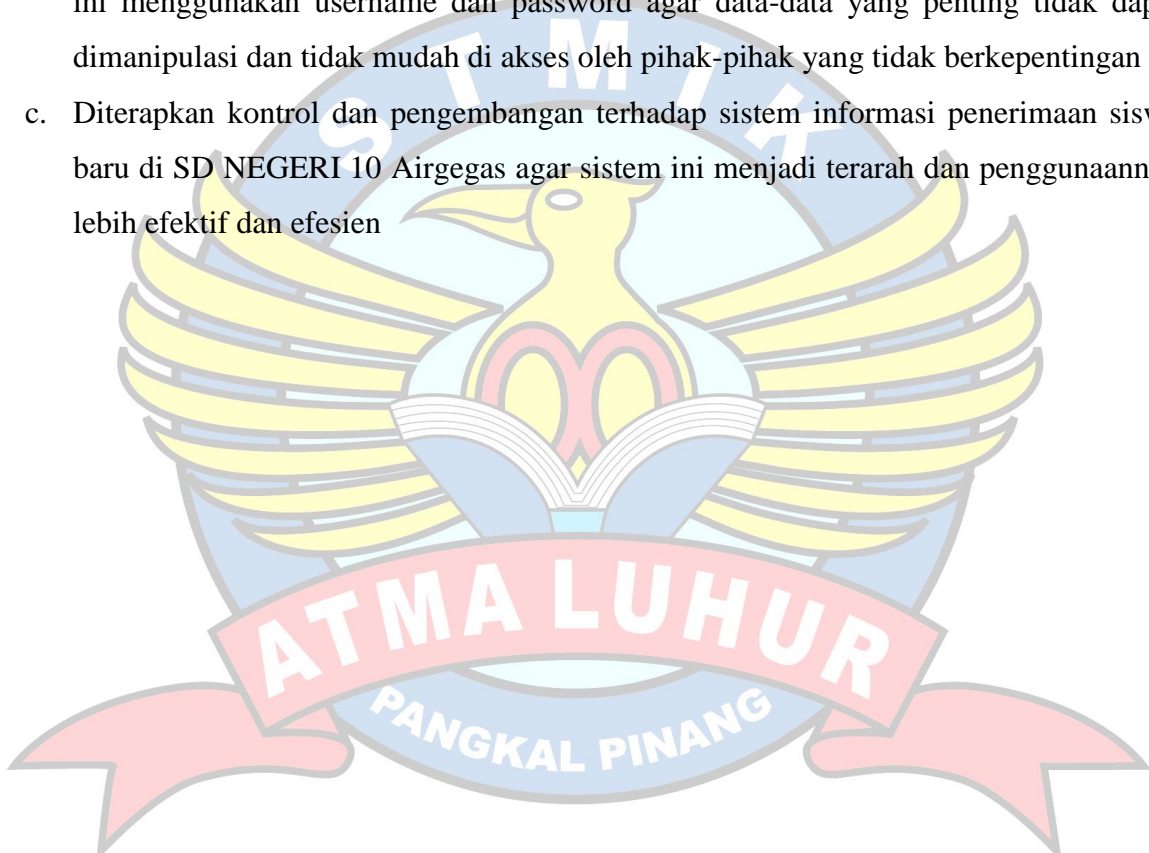 ini menggunakan username dan password agar data-data yang penting tidak dap
dimanipulasi dan tidak mudah di akses oleh pihak-pihak yang tidak berkepentingan
c. Diterapkan kontrol dan pengembangan terhadap sistem informasi penerimaan sisw
baru di SD NEGERI 10 Airgegas agar sistem ini menjadi terarah dan penggunaann
lebih efektif dan efesien
STMIK
ATMA LUHUR
PANGKAL PINANG